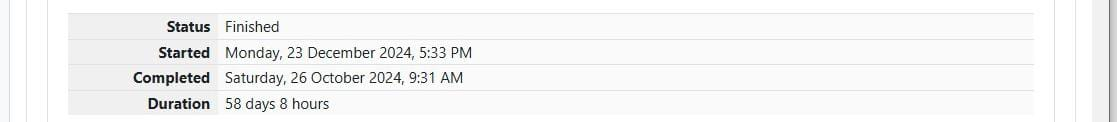 Status Finished
Started Monday, 23 December 2024, 5:33 PM
Completed Saturday, 26 October 2024, 9:31 AM
Duration 58 days 8 hours